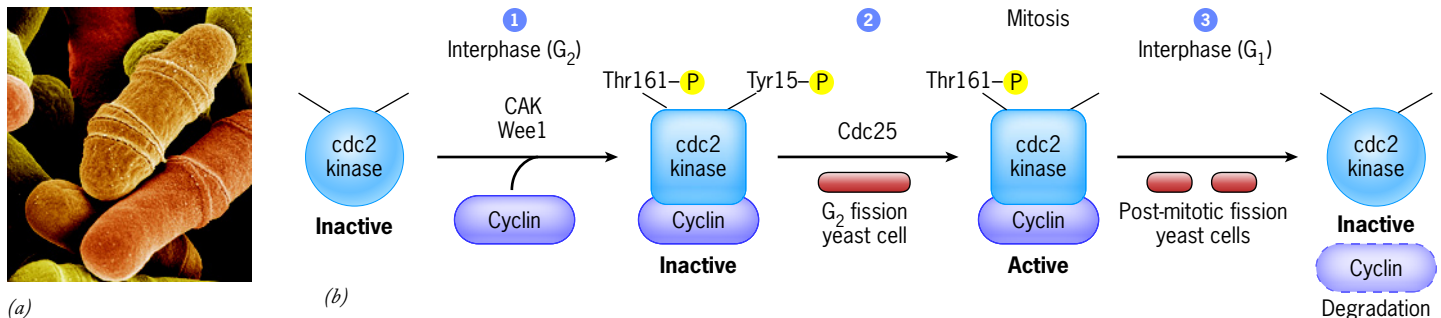 1
Interphase (G2)
2
Mitosis
3
Interphase (G1)
Thr161–P
Tyr15–P
Thr161–P
CAK
Wee1
Cdc25
cdc2
kinase
Inactive
Cyclin
cdc2
kinase
Cyclin
Inactive
G2 fission
yeast cell
cdc2
kinase
Cyclin
Active
Post-mitotic fission
yeast cells
cdc2
kinase
Inactive
Cyclin
Degradation
(a)
(b)